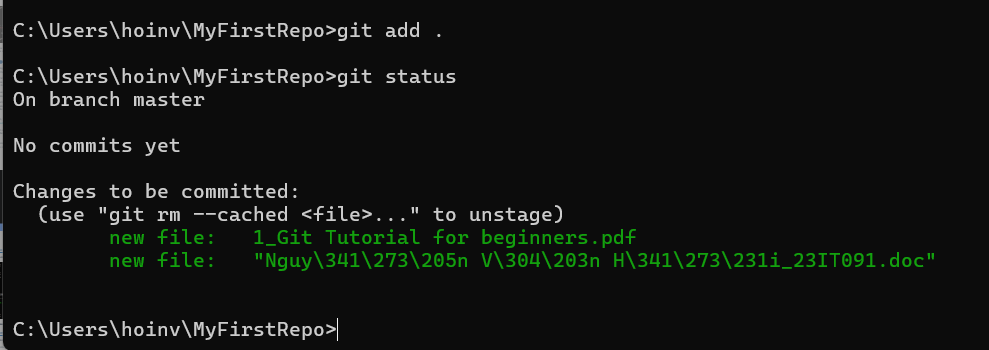 C:\Users\hoinv\MyFirstRepo>git add .
C:\Users\hoinv\MyFirstRepo>git status
On branch master
No commits yet
Changes to be committed:
  (use "git rm --cached <file>..." to unstage)
        new file:   1_Git Tutorial for beginners.pdf
        new file:   "Nguy\341\273\205n V\304\203n H\341\273\231i_23IT091.doc"
C:\Users\hoinv\MyFirstRepo>